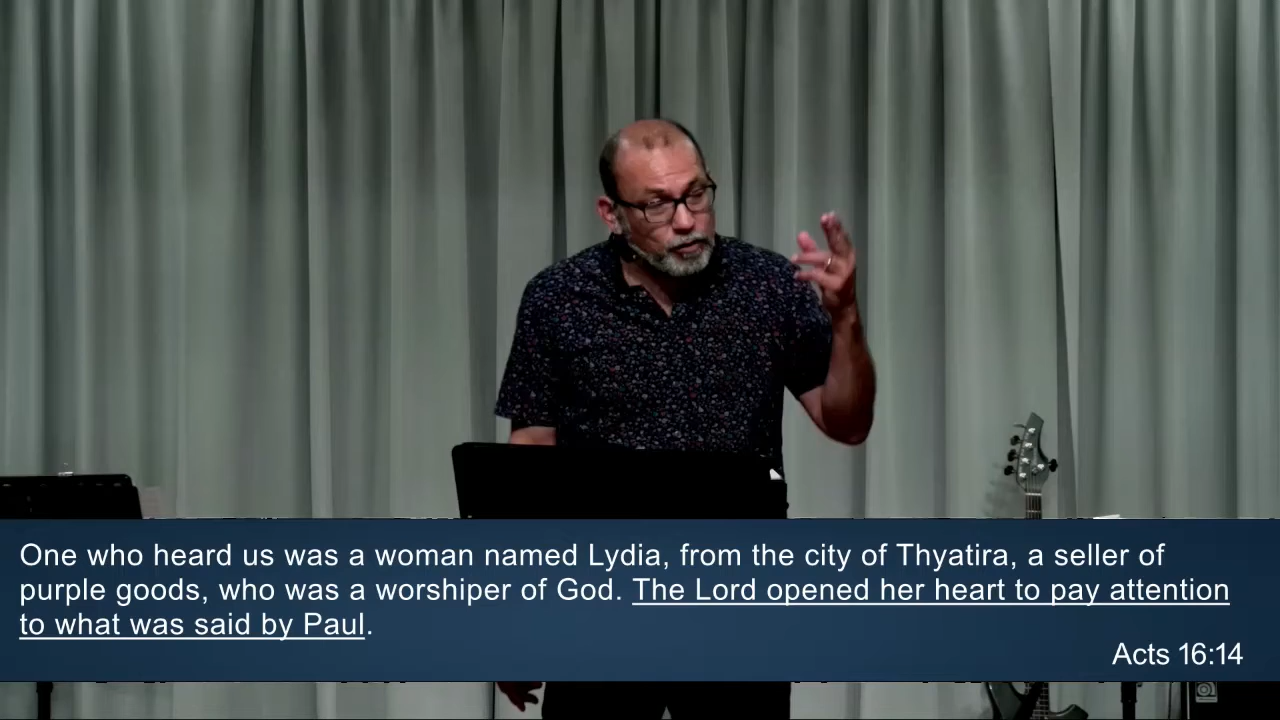 One who heard us was a woman named Lydia, from the city of Thyatira, a seller of
purple goods, who was a worshiper of God. The Lord opened her heart to pay attention
to what was said by Paul.
Acts 16:14